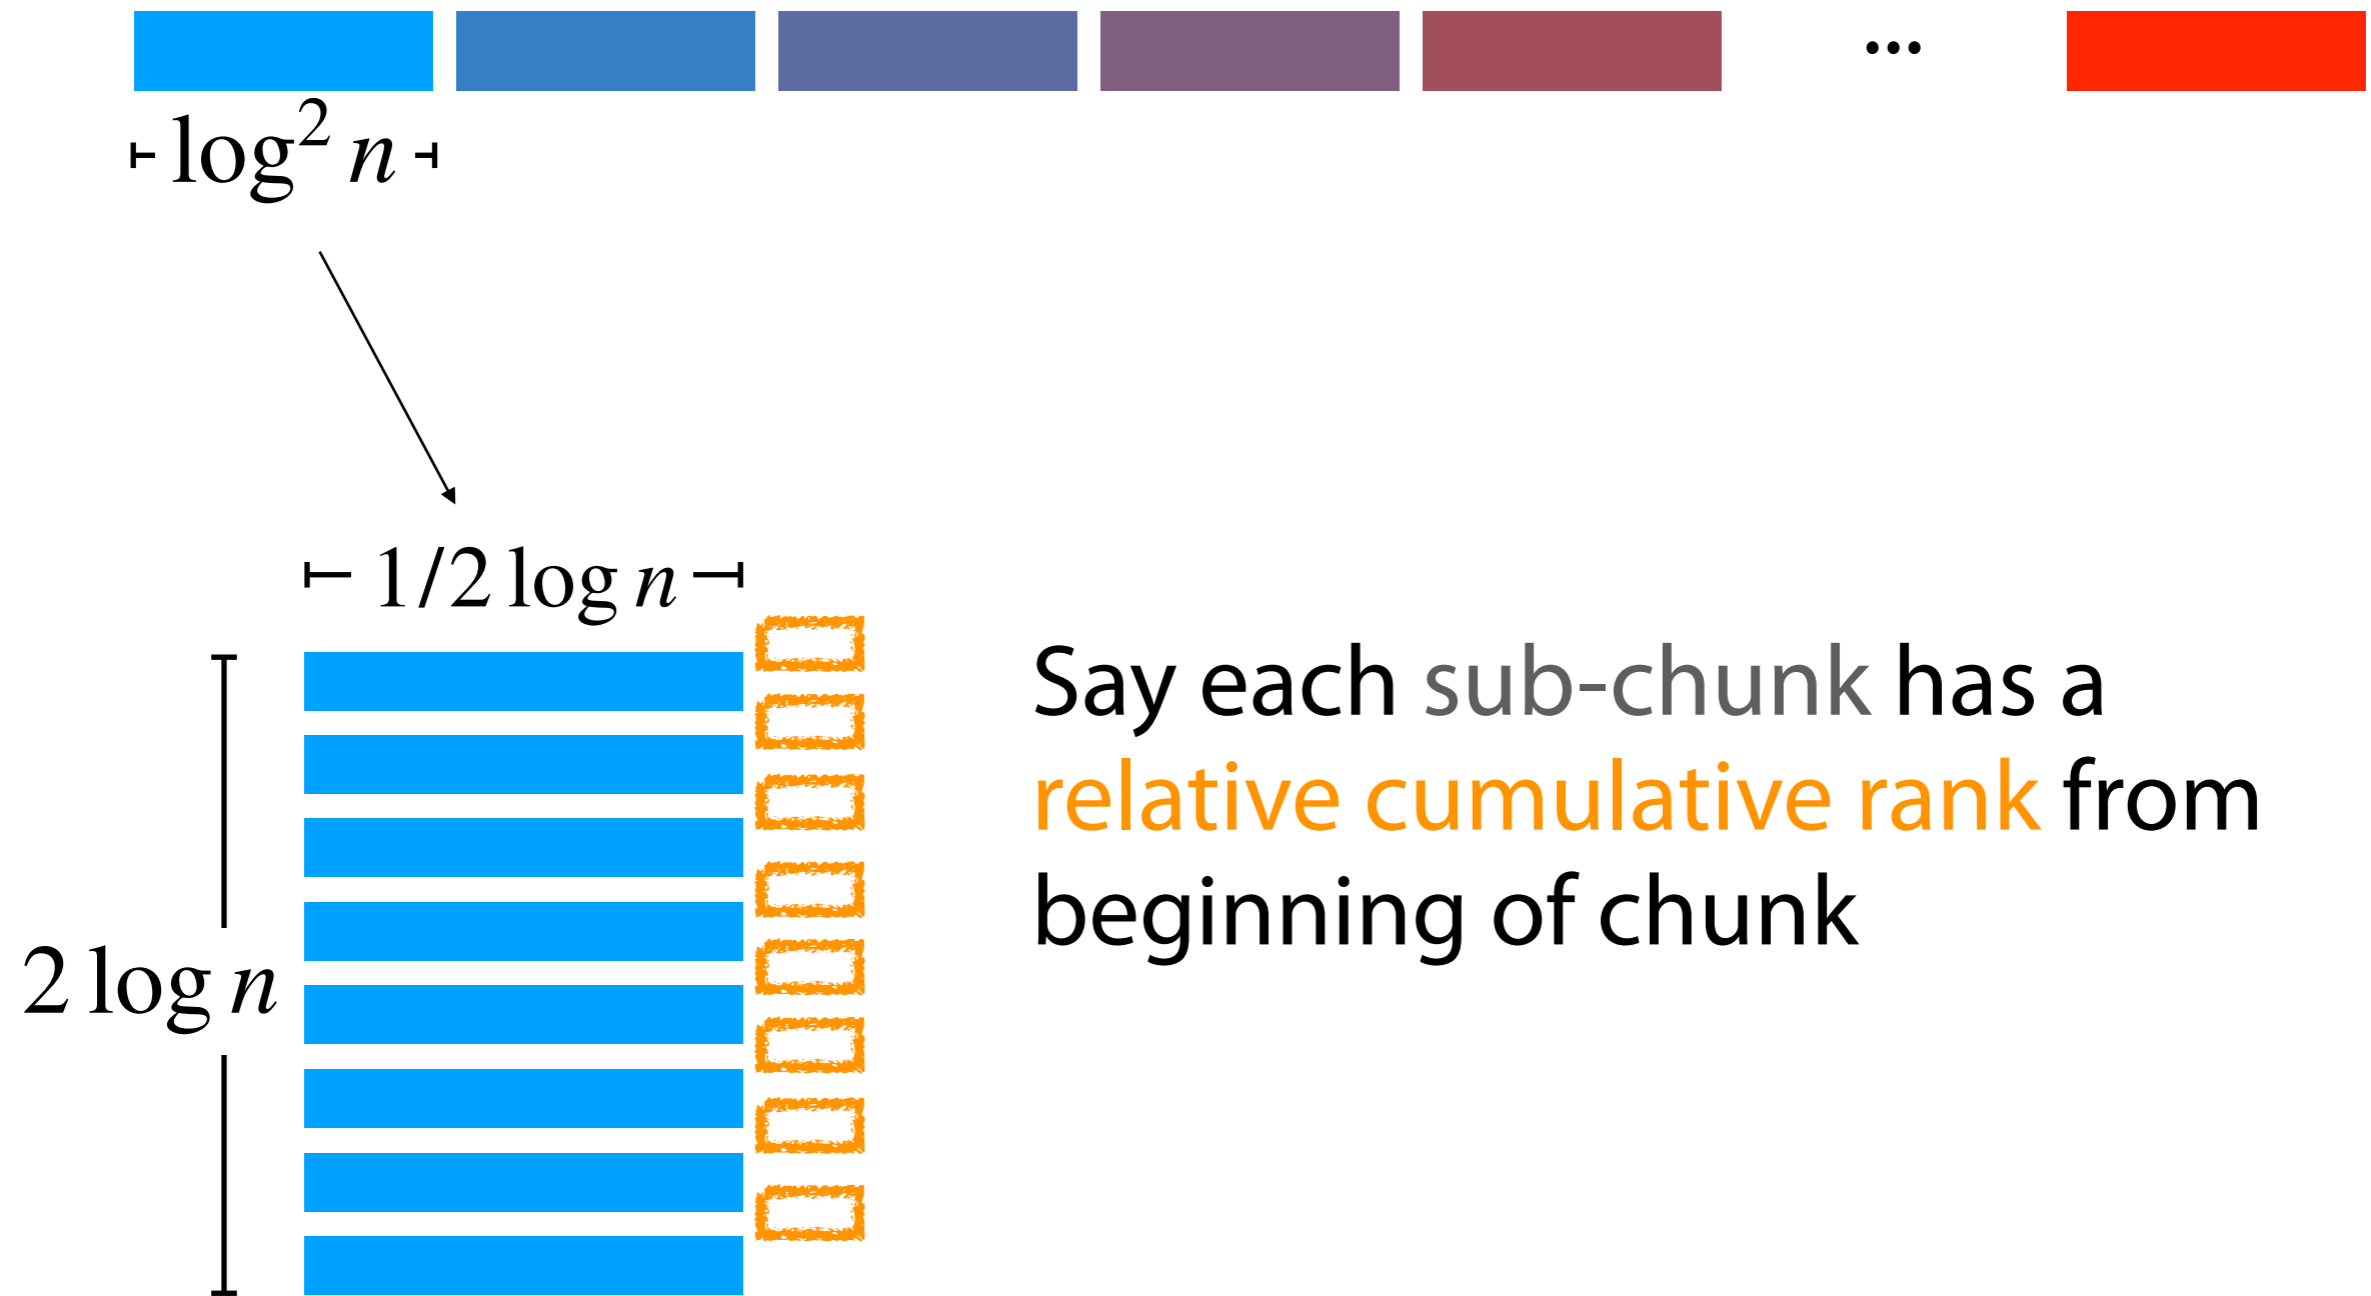 ...
log² n
1/2 log n
2 log n
Say each sub-chunk has a
relative cumulative rank from
beginning of chunk